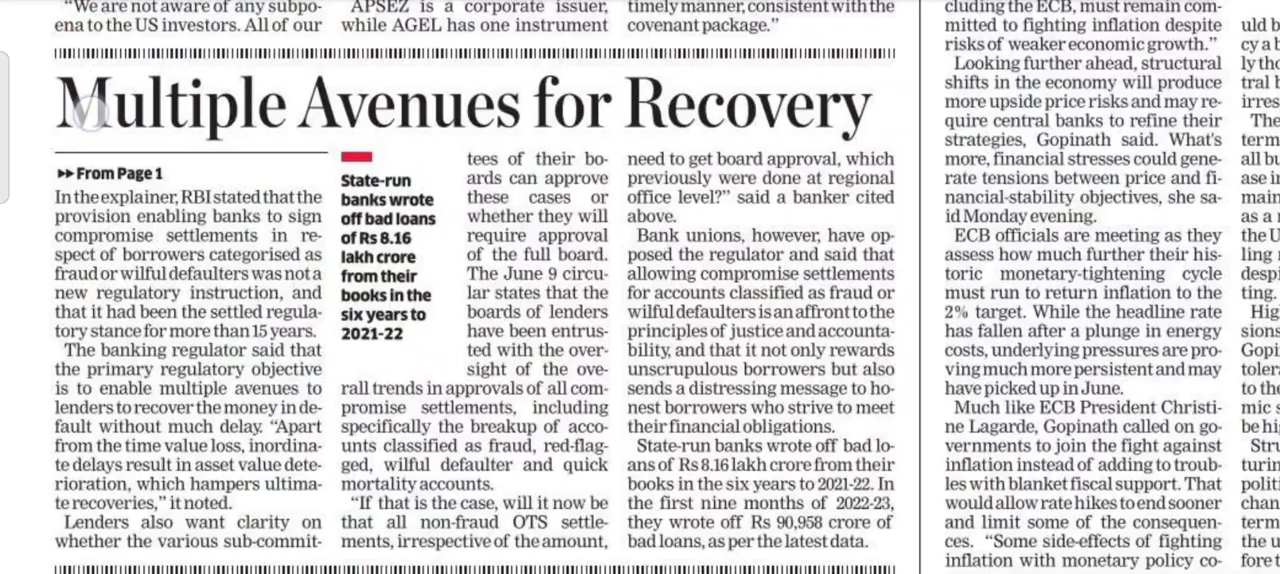 "We are not aware of any subpo-
ena to the US investors. All of our
APSEZ is a corporate issuer,
while AGEL has one instrument
timely manner, consistent with the
covenant package."
Multiple Avenues for Recovery
From Page 1
In the explainer, RBI stated that the
provision enabling banks to sign
compromise settlements in re-
spect of borrowers categorised as
fraud or wilful defaulters was not a
new regulatory instruction, and
that it had been the settled regula-
tory stance for more than 15 years.
The banking regulator said that
the primary regulatory objective
is to enable multiple avenues to
lenders to recover the money in de-
fault without much delay. "Apart
from the time value loss, inordina-
te delays result in asset value dete-
rioration, which hampers ultima-
te recoveries," it noted.
Lenders also want clarity on
whether the various sub-commit-
State-run
banks wrote
off bad loans
of Rs 8.16
lakh crore
from their
books in the
six years to
2021-22
tees of their bo-
ards can approve
these cases or
whether they will
require approval
of the full board.
The June 9 circu-
lar states that the
boards of lenders
have been entrus-
ted with the over-
sight of the ove-
rall trends in approvals of all com-
promise settlements, including
specifically the breakup of acco-
unts classified as fraud, red-flag-
ged, wilful defaulter and quick
mortality accounts.
"If that is the case, will it now be
that all non-fraud OTS settle-
ments, irrespective of the amount,
need to get board approval, which
previously were done at regional
office level?" said a banker cited
above.
Bank unions, however, have op-
posed the regulator and said that
allowing compromise settlements
for accounts classified as fraud or
wilful defaulters is an affront to the
principles of justice and accounta-
bility, and that it not only rewards
unscrupulous borrowers but also
sends a distressing message to ho-
nest borrowers who strive to meet
their financial obligations.
State-run banks wrote off bad lo-
ans of Rs 8.16 lakh crore from their
books in the six years to 2021-22. In
the first nine months of 2022-23,
they wrote off Rs 90,958 crore of
bad loans, as per the latest data.
cluding the ECB, must remain com-
mitted to fighting inflation despite
risks of weaker economic growth."
Looking further ahead, structural
shifts in the economy will produce
more upside price risks and may re-
quire central banks to refine their
strategies, Gopinath said. What's
more, financial stresses could gene-
rate tensions between price and fi-
nancial-stability objectives, she sa-
id Monday evening.
ECB officials are meeting as they
assess how much further their his-
toric monetary-tightening cycle
must run to return inflation to the
2% target. While the headline rate
has fallen after a plunge in energy
costs, underlying pressures are pro-
ving much more persistent and may
have picked up in June.
Much like ECB President Christi-
ne Lagarde, Gopinath called on go-
vernments to join the fight against
inflation instead of adding to troub-
les with blanket fiscal support. That
would allow rate hikes to end sooner
and limit some of the consequen-
ces. "Some side-effects of fighting
inflation with monetary policy co-